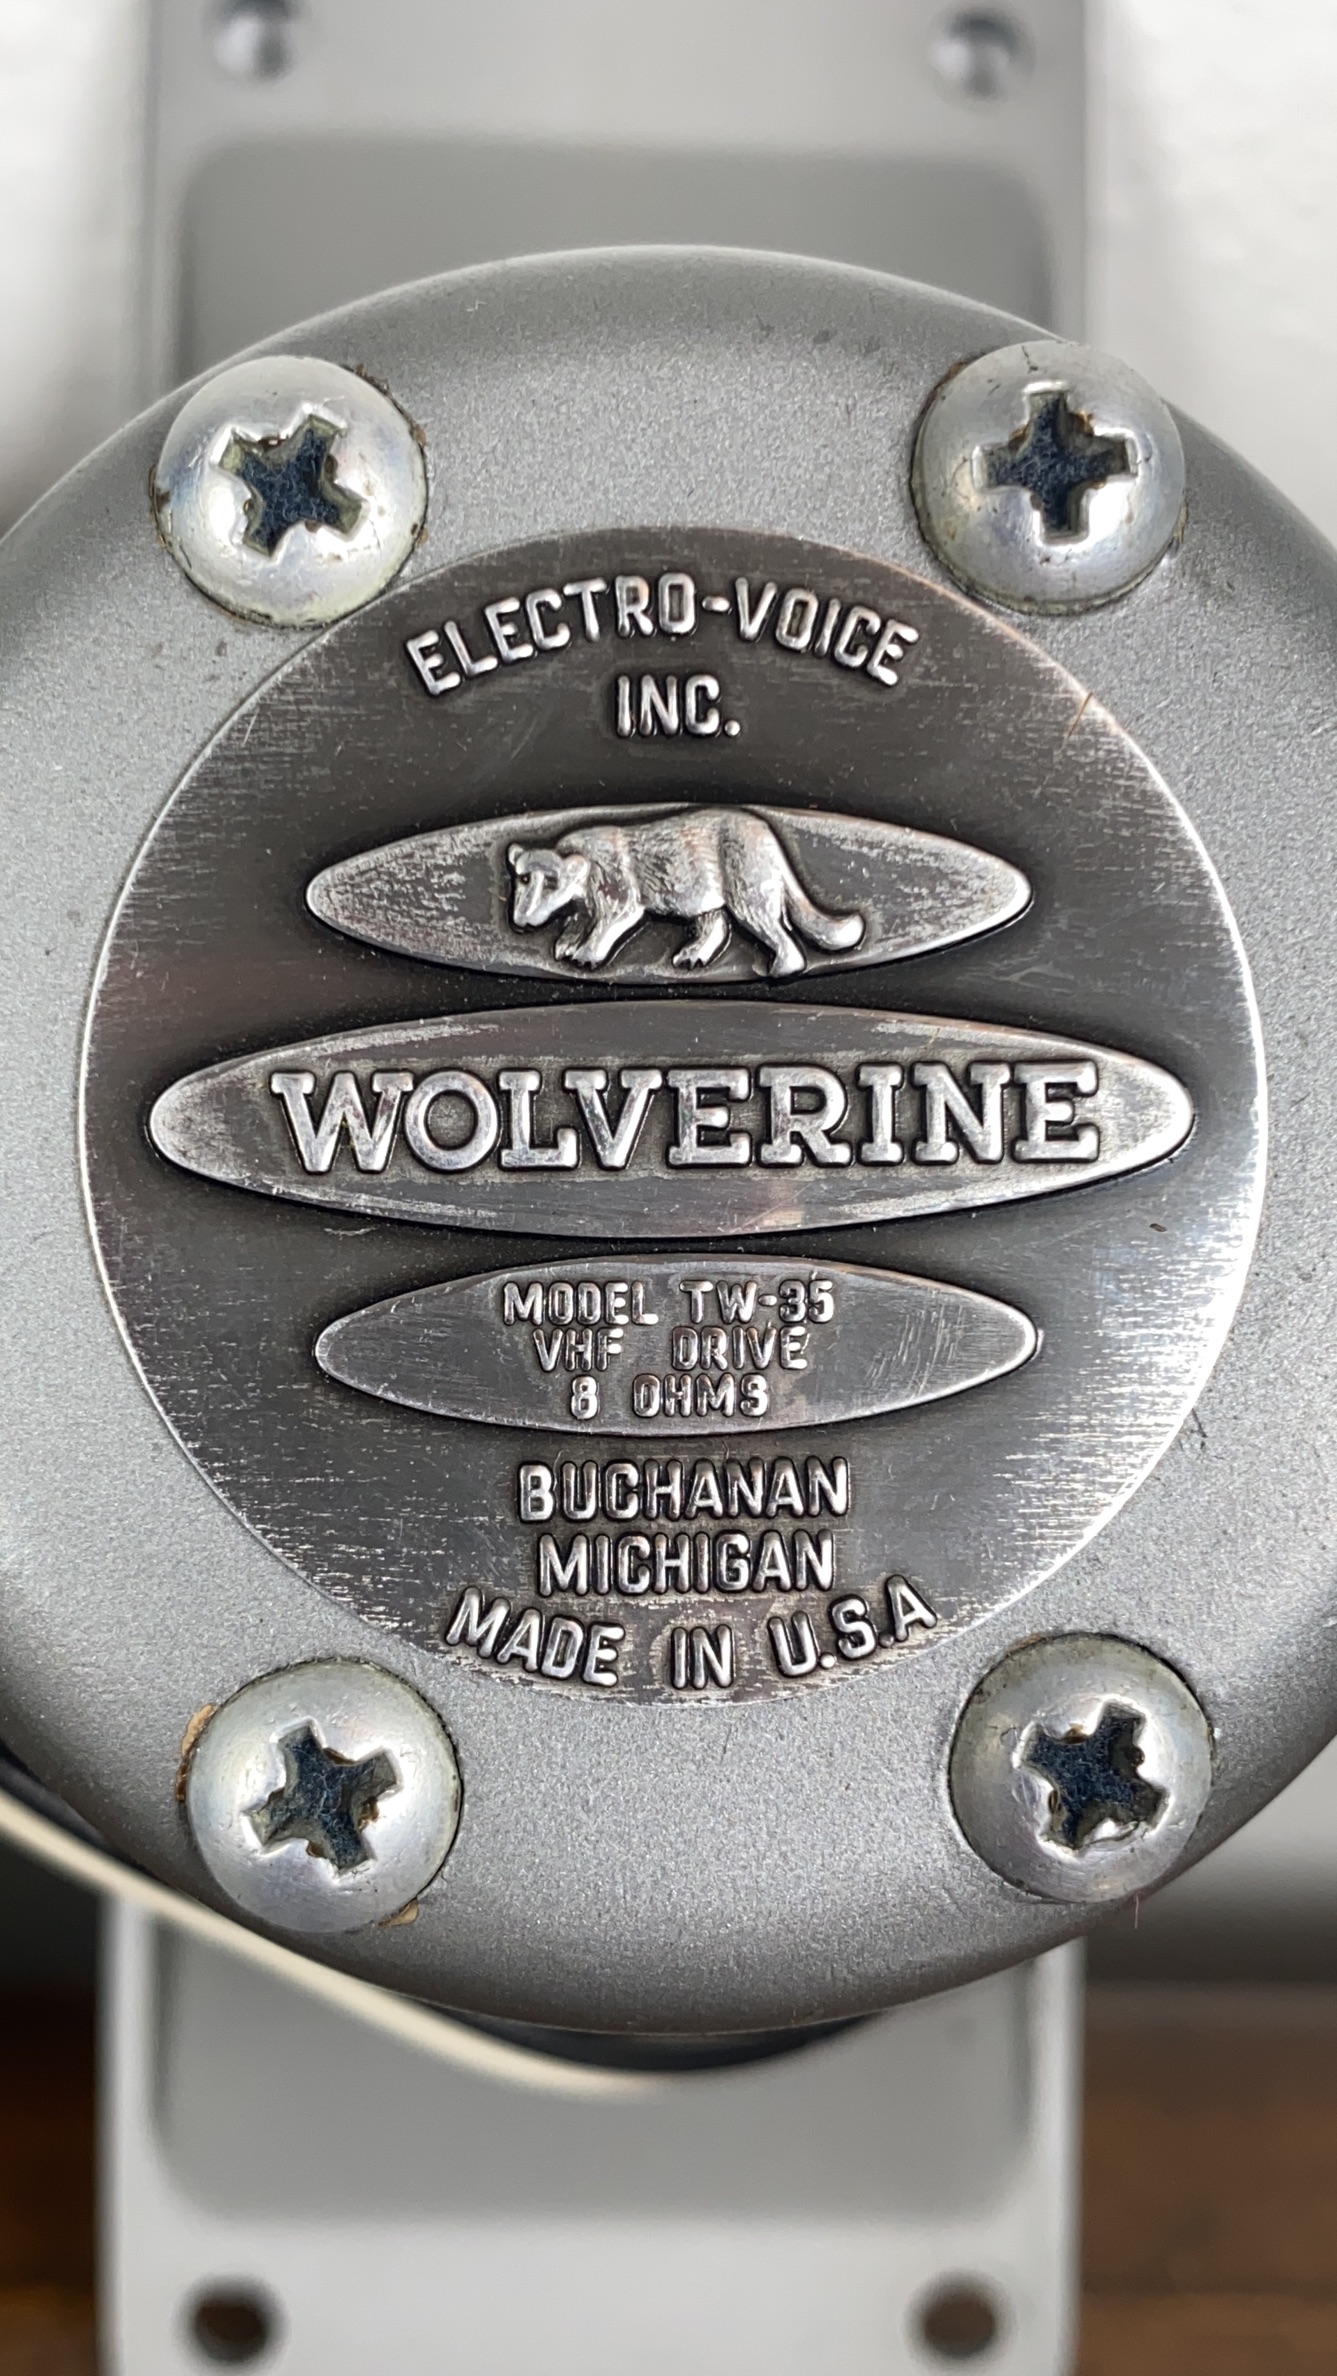 ELECTRO-VOICE
INC.
WOLVERINE
MODEL TW-35
VHF DRIVE
8 OHMS
BUCHANAN
MICHIGAN
MADE IN U.S.A